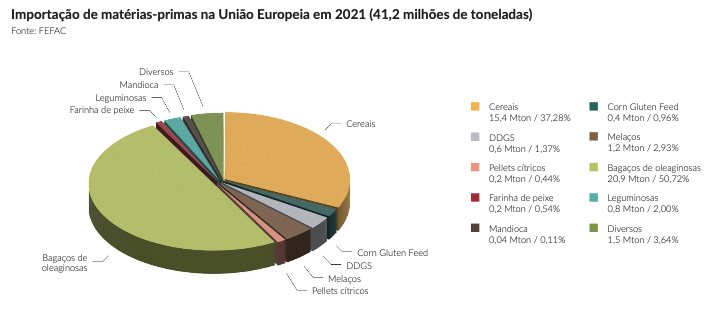 Importação de matérias-primas na União Europeia em 2021 (41,2 milhões de toneladas)
Fonte: FEFAC
Diversos
Mandioca
Leguminosas
Farinha de peixe
Cereais
Bagaços de
oleaginosas
Corn Gluten Feed
DDGS
Melaços
Pellets cítricos
Cereais
15,4 Mton / 37,28%
DDGS
0,6 Mton / 1,37%
Pellets cítricos
0,2 Mton / 0,44%
Farinha de peixe
0,2 Mton / 0,54%
Mandioca
0,04 Mton / 0,11%
Corn Gluten Feed
0,4 Mton / 0,96%
Melaços
1,2 Mton / 2,93%
Bagaços de oleaginosas
20,9 Mton / 50,72%
Leguminosas
0,8 Mton / 2,00%
Diversos
1,5 Mton / 3,64%